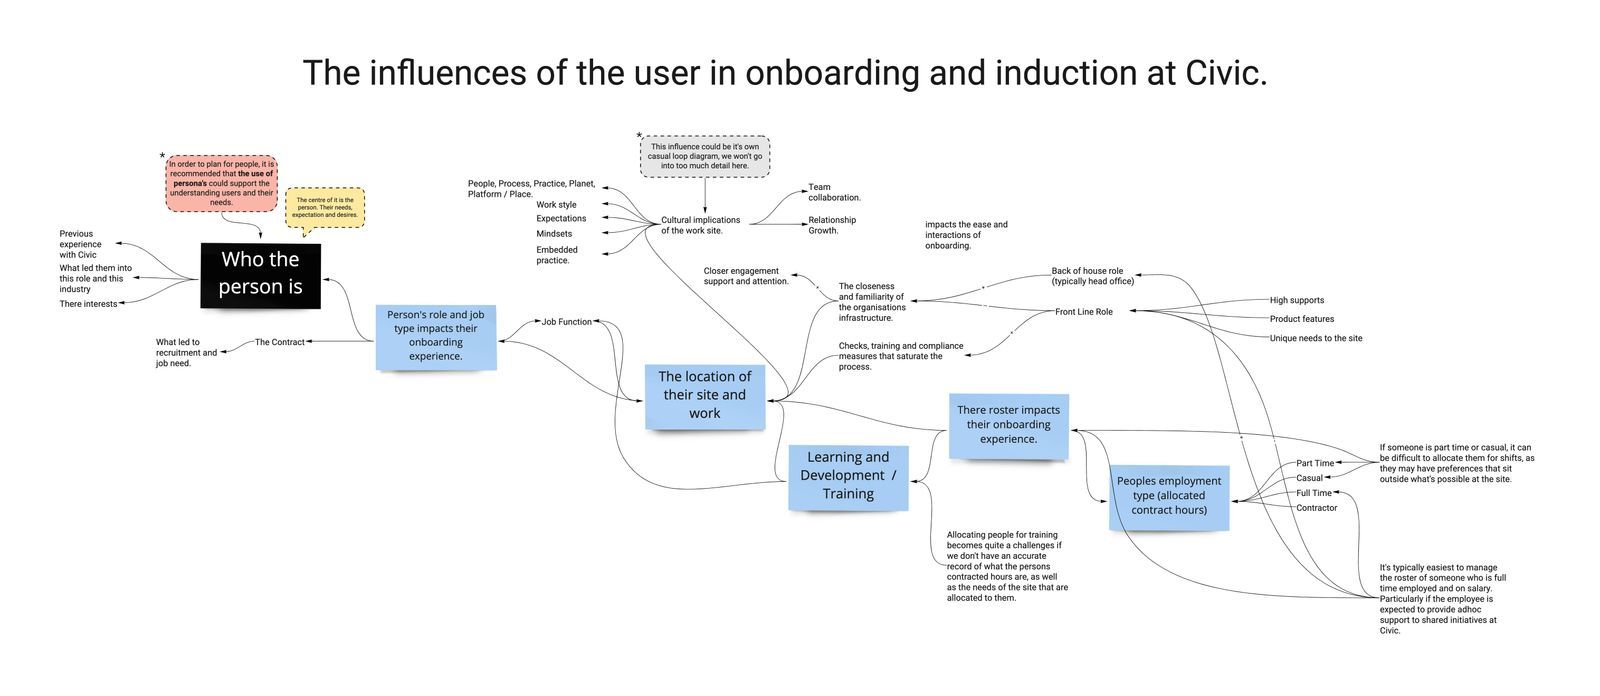 The influences of the user in onboarding and induction at Civic.
*
In order to plan for people, it is
recommended that the use of
persona's could support the
understanding users and their
needs.
The centre of it is the
person. Their needs,
expectation and desires.
Previous
experience
with Civic
What led them into
this role and this
industry
There interests
Who the
person is
What led to
recruitment and
job need.
The Contract
Person's role and job
type impacts their
onboarding
experience.
Job Function
*
This influence could be it's own
casual loop diagram, we won't go
into too much detail here.
People, Process, Practice, Planet,
Platform / Place.
Work style
Expectations
Mindsets
Embedded
practice.
Cultural implications
of the work site.
Team
collaboration.
Relationship
Growth.
impacts the ease and
interactions of
onboarding.
Closer engagement
support and attention.
The closeness
and familiarity of
the organisations
infrastructure.
Back of house role
(typically head office)
Front Line Role
High supports
Product features
Unique needs to the site
Checks, training and compliance
measures that saturate the
process.
The location of
their site and
work
Learning and
Development /
Training
There roster impacts
their onboarding
experience.
Peoples employment
type (allocated
contract hours)
Part Time
Casual
Full Time
Contractor
If someone is part time or casual, it can
be difficult to allocate them for shifts, as
they may have preferences that sit
outside what's possible at the site.
Allocating people for training
becomes quite a challenges if
we don't have an accurate
record of what the persons
contracted hours are, as well
as the needs of the site that are
allocated to them.
It's typically easiest to manage
the roster of someone who is full
time employed and on salary.
Particularly if the employee is
expected to provide adhoc
support to shared initiatives at
Civic.